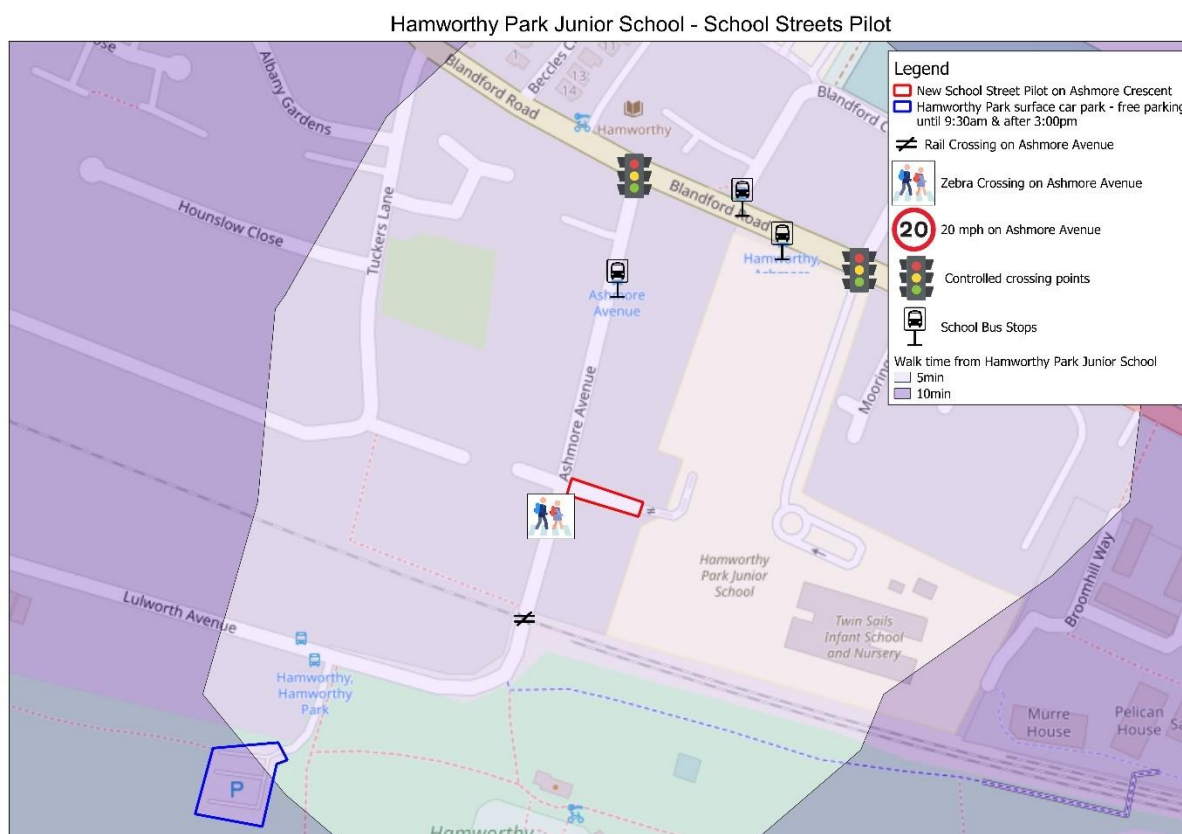 Hamworthy Park Junior School - School Streets Pilot
Legend
New School Street Pilot on Ashmore Crescent
Hamworthy Park surface car park - free parking
until 9:30am & after 3:00pm
Rail Crossing on Ashmore Avenue
Zebra Crossing on Ashmore Avenue
20
20 mph on Ashmore Avenue
Controlled crossing points
School Bus Stops
Walk time from Hamworthy Park Junior School
5min
10min
Albany Gardens
Blandford Road
Beccles C
13
14
Hamworthy
Blandford C
Hounslow Close
Tuckers Lane
Blandford Road
Hamworthy,
Ashmore
Avenue
Ashmore Avenue
Mooring
Hamworthy
Park Junior
School
Twin Sails
Infant School
and Nursery
Broomhill Way
Lulworth Avenue
Hamworthy,
Hamworthy
Park
Murre
House
Pelican
House
P
Hamworthy